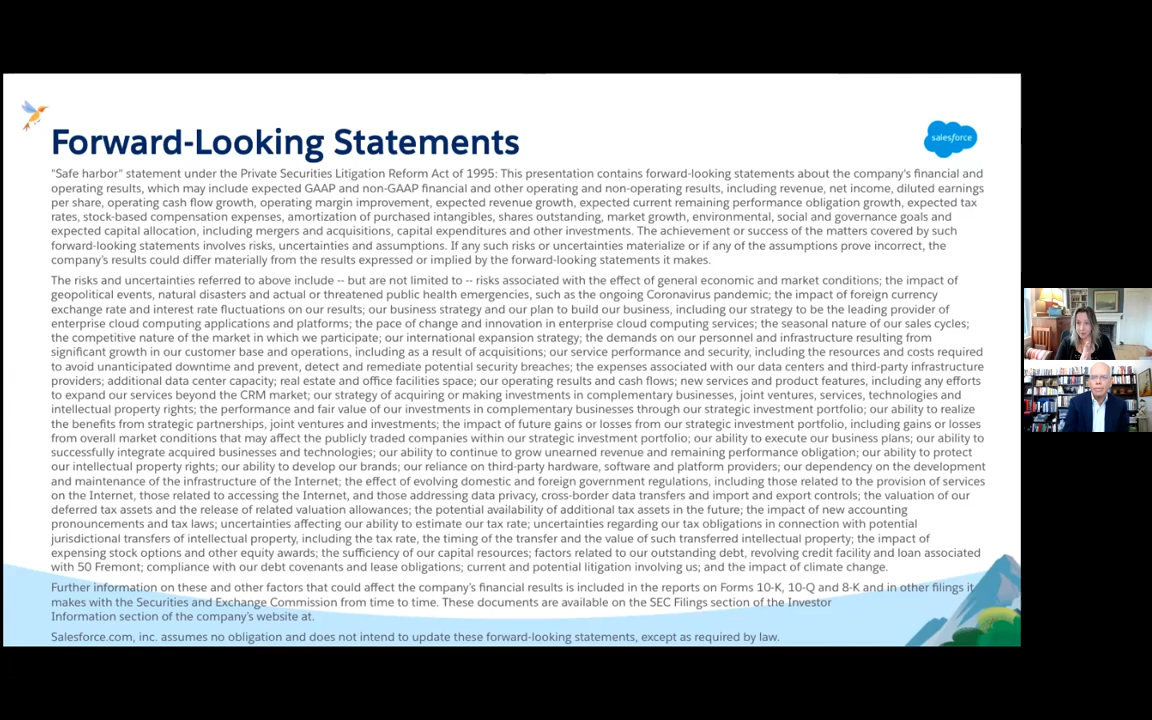 Forward-Looking Statements
salesforce
"Safe harbor" statement under the Private Securities Litigation Reform Act of 1995: This presentation contains forward-looking statements about the company's financial and
operating results, which may include expected GAAP and non-GAAP financial and other operating and non-operating results, including revenue, net income, diluted earnings
per share, operating cash flow growth, operating margin improvement, expected revenue growth, expected current remaining performance obligation growth, expected tax
rates, stock-based compensation expenses, amortization of purchased intangibles, shares outstanding, market growth, environmental, social and governance goals and
expected capital allocation, including mergers and acquisitions, capital expenditures and other investments. The achievement or success of the matters covered by such
forward-looking statements involves risks, uncertainties and assumptions. If any such risks or uncertainties materialize or if any of the assumptions prove incorrect, the
company's results could differ materially from the results expressed or implied by the forward-looking statements it makes.
The risks and uncertainties referred to above include -- but are not limited to -- risks associated with the effect of general economic and market conditions; the impact of
geopolitical events, natural disasters and actual or threatened public health emergencies, such as the ongoing Coronavirus pandemic; the impact of foreign currency
exchange rate and interest rate fluctuations on our results; our business strategy and our plan to build our business, including our strategy to be the leading provider of
enterprise cloud computing applications and platforms; the pace of change and innovation in enterprise cloud computing services; the seasonal nature of our sales cycles;
the competitive nature of the market in which we participate; our international expansion strategy; the demands on our personnel and infrastructure resulting from
significant growth in our customer base and operations, including as a result of acquisitions; our service performance and security, including the resources and costs required
to avoid unanticipated downtime and prevent, detect and remediate potential security breaches; the expenses associated with our data centers and third-party infrastructure
providers; additional data center capacity; real estate and office facilities space; our operating results and cash flows; new services and product features, including any efforts
to expand our services beyond the CRM market; our strategy of acquiring or making investments in complementary businesses, joint ventures, services, technologies and
intellectual property rights; the performance and fair value of our investments in complementary businesses through our strategic investment portfolio; our ability to realize
the benefits from strategic partnerships, joint ventures and investments; the impact of future gains or losses from our strategic investment portfolio, including gains or losses
from overall market conditions that may affect the publicly traded companies within our strategic investment portfolio; our ability to execute our business plans; our ability to
successfully integrate acquired businesses and technologies; our ability to continue to grow unearned revenue and remaining performance obligation; our ability to protect
our intellectual property rights; our ability to develop our brands; our reliance on third-party hardware, software and platform providers; our dependency on the development
and maintenance of the infrastructure of the Internet; the effect of evolving domestic and foreign government regulations, including those related to the provision of services
on the Internet, those related to accessing the Internet, and those addressing data privacy, cross-border data transfers and import and export controls; the valuation of our
deferred tax assets and the release of related valuation allowances; the potential availability of additional tax assets in the future; the impact of new accounting
pronouncements and tax laws; uncertainties affecting our ability to estimate our tax rate; uncertainties regarding our tax obligations in connection with potential
jurisdictional transfers of intellectual property, including the tax rate, the timing of the transfer and the value of such transferred intellectual property; the impact of
expensing stock options and other equity awards; the sufficiency of our capital resources; factors related to our outstanding debt, revolving credit facility and loan associated
with 50 Fremont; compliance with our debt covenants and lease obligations; current and potential litigation involving us; and the impact of climate change.
Further information on these and other factors that could affect the company's financial results is included in the reports on Forms 10-K, 10-Q and 8-K and in other filings it
makes with the Securities and Exchange Commission from time to time. These documents are available on the SEC Filings section of the Investor
Information section of the company's website at.
Salesforce.com, inc. assumes no obligation and does not intend to update these forward-looking statements, except as required by law.